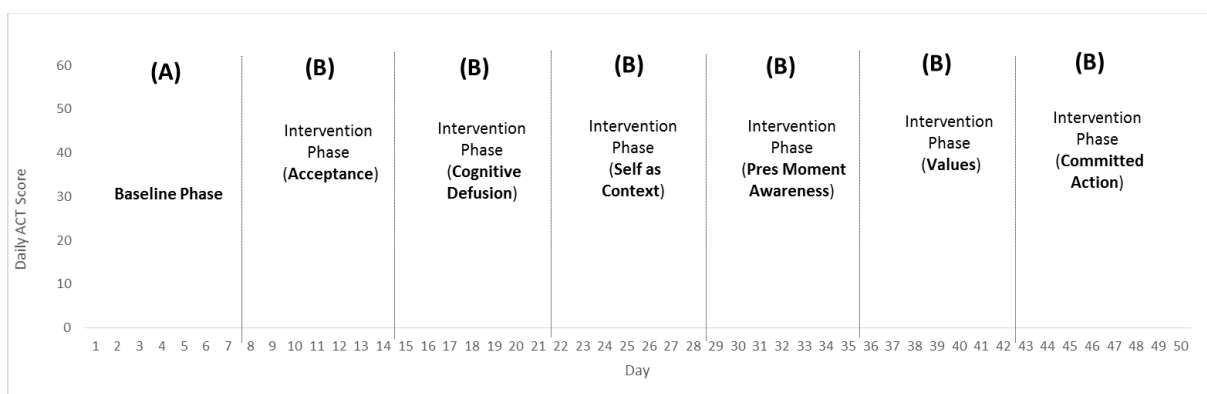 (A)
(B)
(B)
(B)
(B)
(B)
(B)
Baseline Phase
Intervention
Phase
(Acceptance)
Intervention
Phase
(Cognitive
Defusion)
Intervention
Phase
(Self as
Context)
Intervention
Phase
(Pres Moment
Awareness)
Intervention
Phase
(Values)
Intervention
Phase
(Committed
Action)
Daily ACT Score
60
50
40
30
20
10
0
1 2 3 4 5 6 7 8 9 10 11 12 13 14 15 16 17 18 19 20 21 22 23 24 25 26 27 28 29 30 31 32 33 34 35 36 37 38 39 40 41 42 43 44 45 46 47 48 49 50
Day